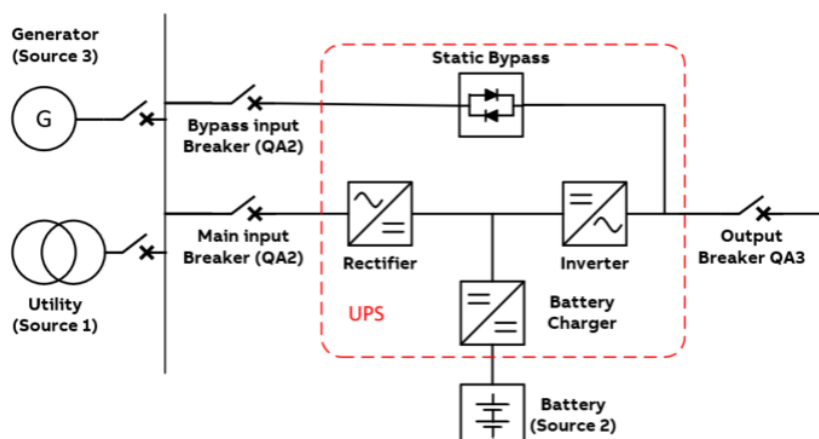 Generator
(Source 3)
G
Static Bypass
Bypass input
Breaker (QA2)
Main input
Breaker (QA2)
Rectifier
Inverter
Output
Breaker QA3
Utility
(Source 1)
UPS
Battery
Charger
Battery
(Source 2)